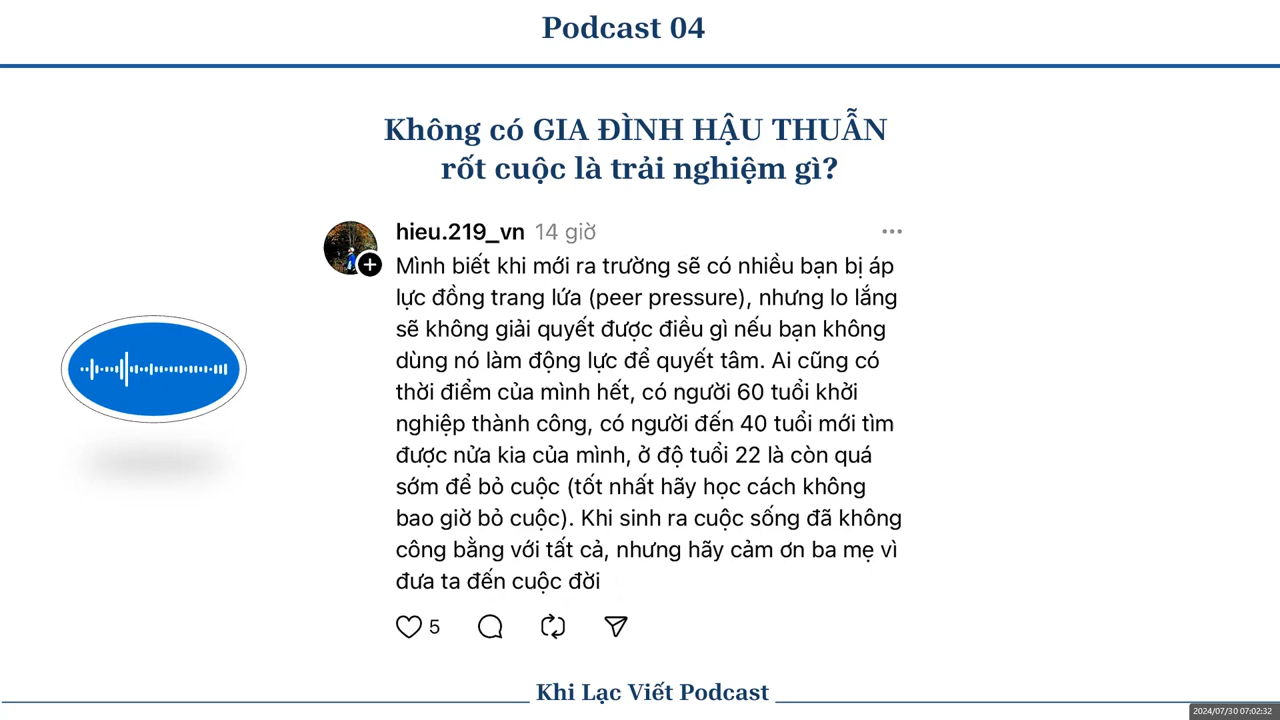 Podcast 04
Không có GIA ĐÌNH HẬU THUẪN
rốt cuộc là trải nghiệm gì?
hieu.219_vn 14 giờ
Mình biết khi mới ra trường sẽ có nhiều bạn bị áp
lực đồng trang lứa (peer pressure), nhưng lo lắng
sẽ không giải quyết được điều gì nếu bạn không
dùng nó làm động lực để quyết tâm. Ai cũng có
thời điểm của mình hết, có người 60 tuổi khởi
nghiệp thành công, có người đến 40 tuổi mới tìm
được nửa kia của mình, ở độ tuổi 22 là còn quá
sớm để bỏ cuộc (tốt nhất hãy học cách không
bao giờ bỏ cuộc). Khi sinh ra cuộc sống đã không
công bằng với tất cả, nhưng hãy cảm ơn ba mẹ vì
đưa ta đến cuộc đời
5
Khi Lạc Viết Podcast
2024/07/30 07:02:32